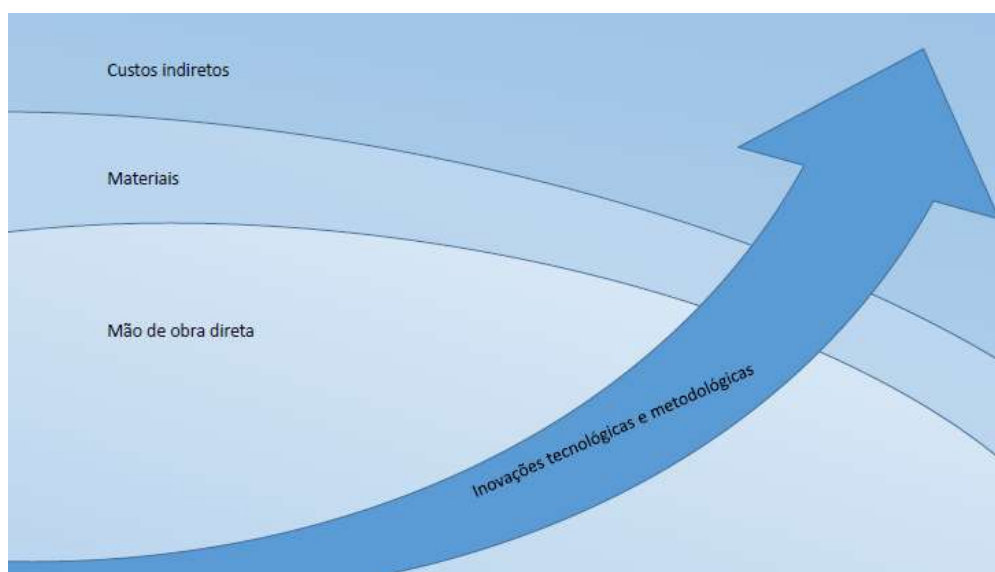 Custos indiretos
Materiais
Mão de obra direta
Inovações tecnológicas e metodológicas